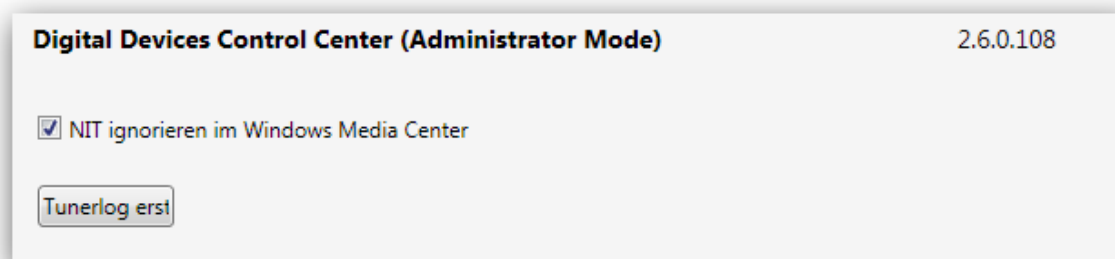 Digital Devices Control Center (Administrator Mode) 2.6.0.108
NIT ignorieren im Windows Media Center
Tunerlog erst